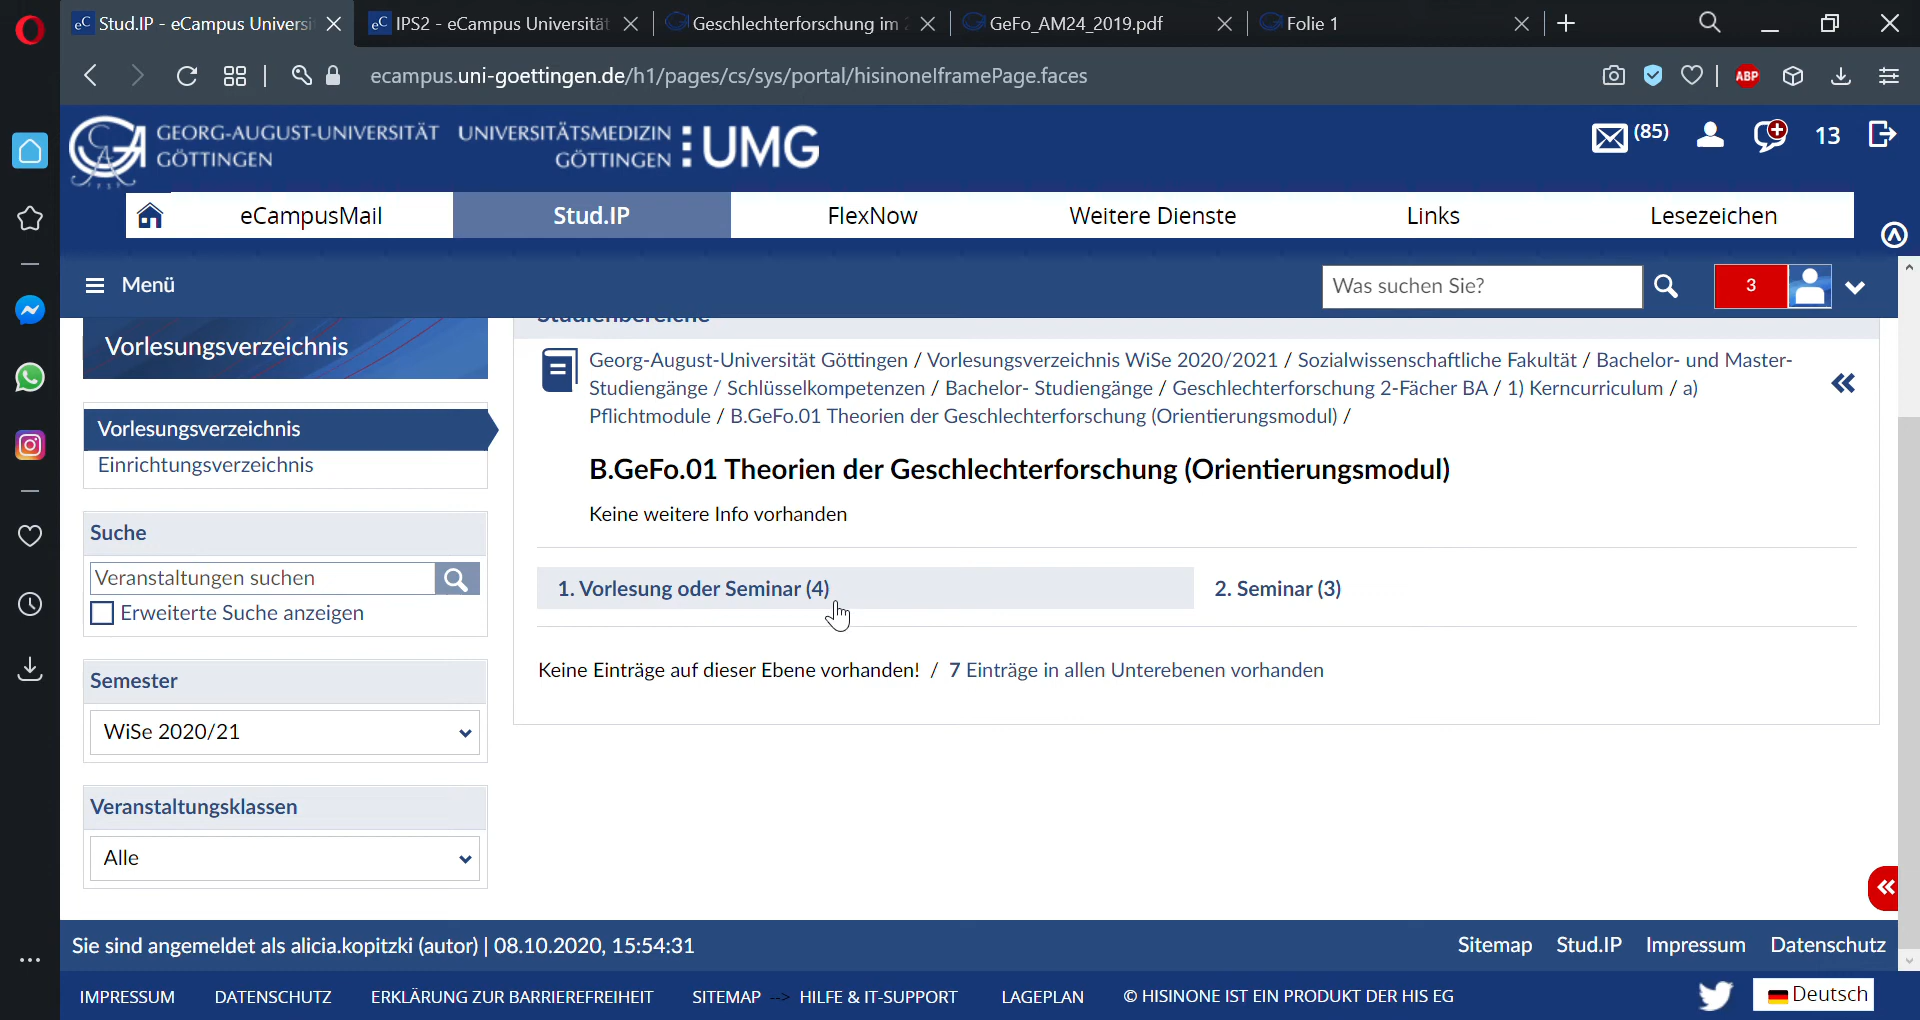 Stud.IP - eCampus Universi
IPS2 - eCampus Universität
Geschlechterforschung im
GeFo_AM24_2019.pdf
Folie 1
ecampus.uni-goettingen.de/h1/pages/cs/sys/portal/hisinoneIframePage.faces
ABP
GEORG-AUGUST-UNIVERSITÄT
GÖTTINGEN
UNIVERSITÄTSMEDIZIN
GÖTTINGEN
UMG
(85)
13
eCampusMail
Stud.IP
FlexNow
Weitere Dienste
Links
Lesezeichen
Menü
Was suchen Sie?
3
Vorlesungsverzeichnis
Vorlesungsverzeichnis
Einrichtungsverzeichnis
Suche
Veranstaltungen suchen
Erweiterte Suche anzeigen
Semester
WiSe 2020/21
Veranstaltungsklassen
Alle
Studienbereiche
Georg-August-Universität Göttingen / Vorlesungsverzeichnis WiSe 2020/2021 / Sozialwissenschaftliche Fakultät / Bachelor- und Master-
Studiengänge / Schlüsselkompetenzen / Bachelor- Studiengänge / Geschlechterforschung 2-Fächer BA / 1) Kerncurriculum / a)
Pflichtmodule / B.GeFo.01 Theorien der Geschlechterforschung (Orientierungsmodul) /
B.GeFo.01 Theorien der Geschlechterforschung (Orientierungsmodul)
Keine weitere Info vorhanden
1. Vorlesung oder Seminar (4)
2. Seminar (3)
Keine Einträge auf dieser Ebene vorhanden! / 7 Einträge in allen Unterebenen vorhanden
Sie sind angemeldet als alicia.kopitzki (autor) | 08.10.2020, 15:54:31
Sitemap
Stud.IP
Impressum
Datenschutz
IMPRESSUM
DATENSCHUTZ
ERKLÄRUNG ZUR BARRIEREFREIHEIT
SITEMAP -->
HILFE & IT-SUPPORT
LAGEPLAN
© HISINONE IST EIN PRODUKT DER HIS EG
Deutsch